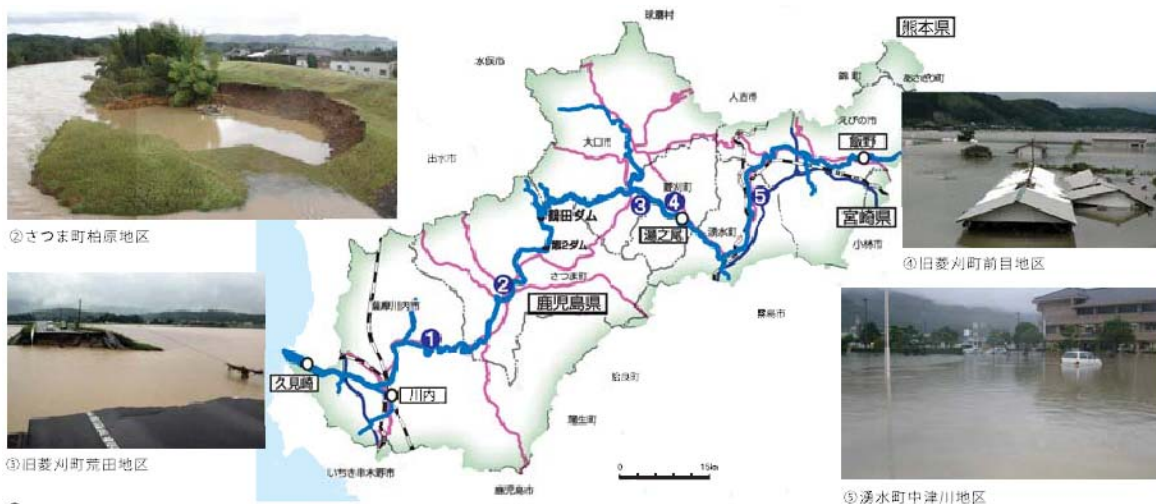 球磨村
熊本県
水俣市
錦町
あさぎり町
人吉市
えびの市
飯野
大口市
出水市
菱刈町
⑤
④
③
宮崎県
鶴田ダム
湯之尾
湧水町
小林市
第2ダム
さつま町
②
鹿児島県
薩摩川内市
霧島市
①
久見崎
川内
姶良町
蒲生町
いちき串木野市
鹿児島市
0 15km
②さつま町柏原地区
③旧菱刈町荒田地区
④旧菱刈町前目地区
⑤湧水町中津川地区